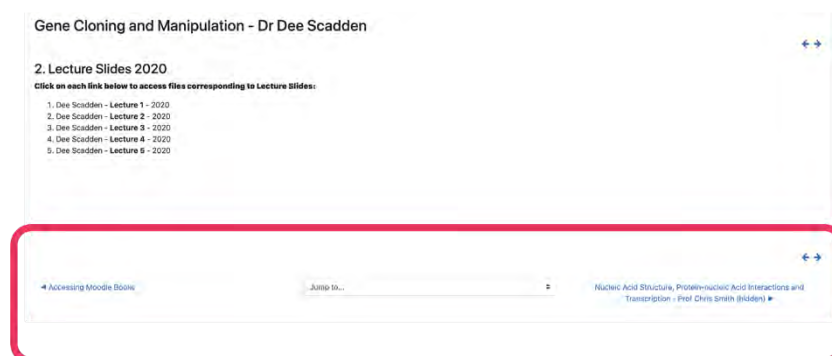 Gene Cloning and Manipulation - Dr Dee Scadden
2. Lecture Slides 2020
Click on each link below to access files corresponding to Lecture Slides:
1. Dee Scadden - Lecture 1 - 2020
2. Dee Scadden - Lecture 2 - 2020
3. Dee Scadden - Lecture 3 - 2020
4. Dee Scadden - Lecture 4 - 2020
5. Dee Scadden - Lecture 5 - 2020
◄ Accessing Moodle Books
Jump to...
Nucleic Acid Structure, Protein-nucleic Acid Interactions and
Transcription - Prof Chris Smith (hidden) ►